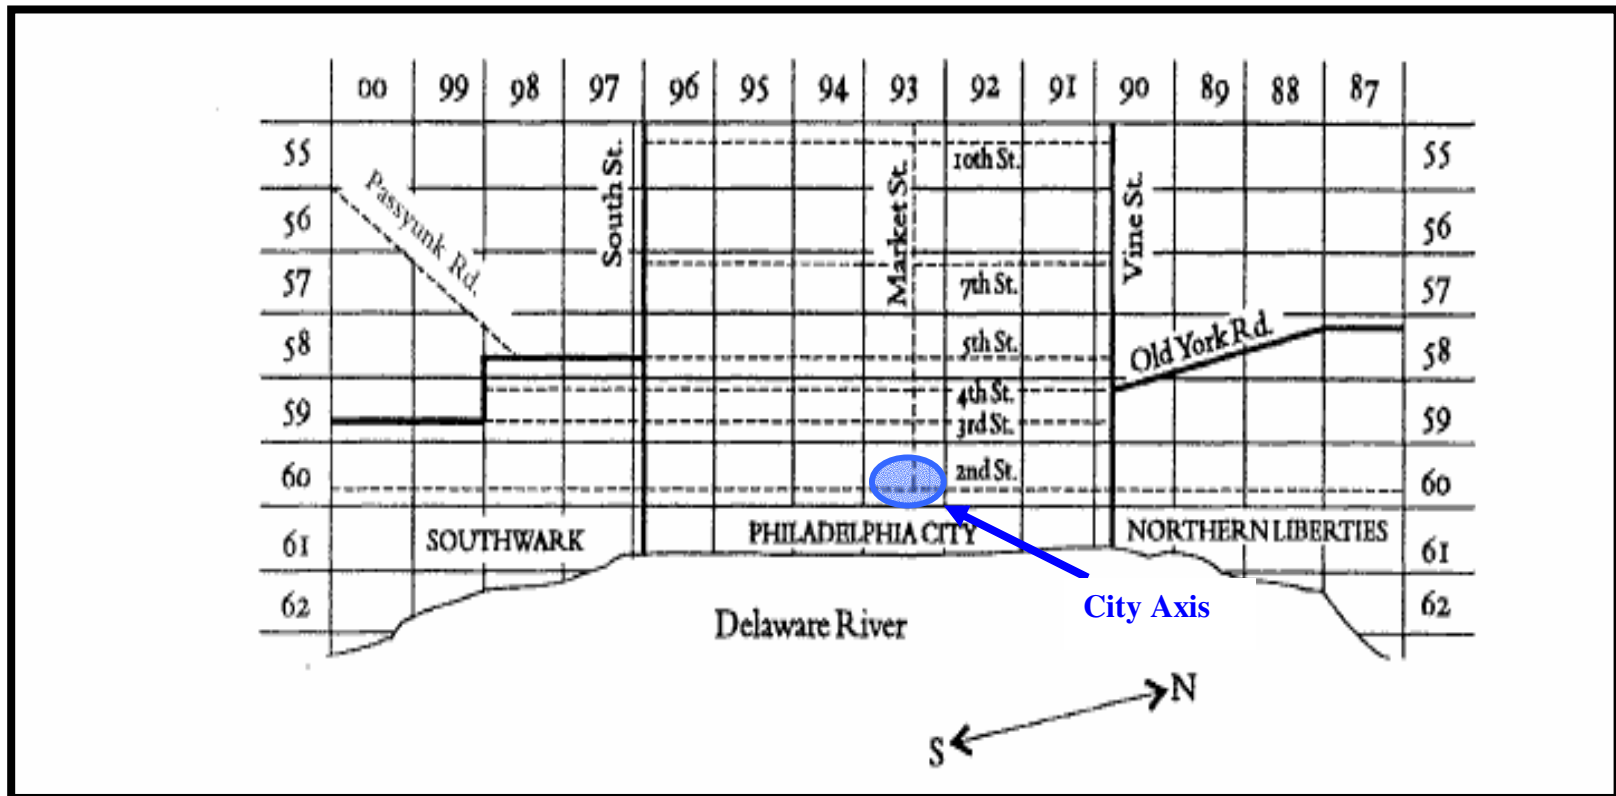 00 99 98 97 96 95 94 93 92 91 90 89 88 87
55 10th St. 55
South St.
Market St.
Vine St.
Passyunk Rd.
56 56
57 7th St. 57
58 5th St. Old York Rd. 58
4th St.
59 3rd St. 59
60 2nd St. 60
61 SOUTHWARK PHILADELPHIA CITY NORTHERN LIBERTIES 61
62 City Axis 62
Delaware River
N
S